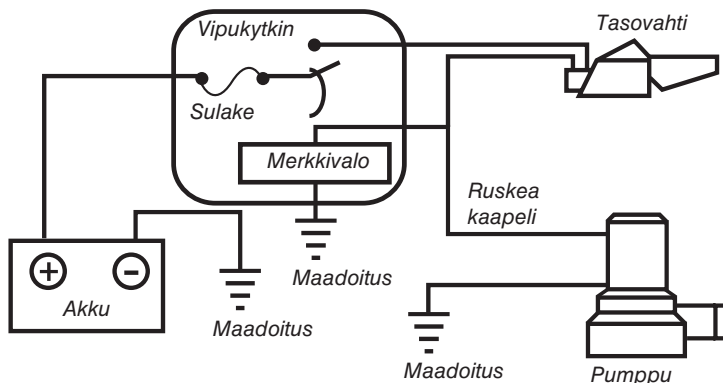 Vipukytkin
Tasovahti
Sulake
Merkkivalo
Ruskea
kaapeli
+
-
Akku
Maadoitus
Maadoitus
Maadoitus
Pumppu